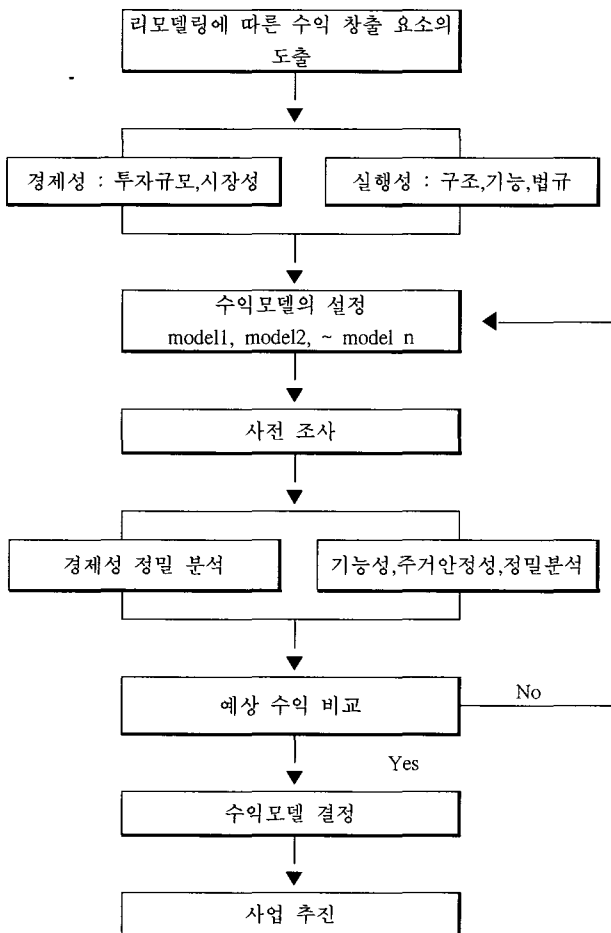 리모델링에 따른 수익 창출 요소의
도출
경제성 : 투자규모,시장성
실행성 : 구조,기능,법규
수익모델의 설정
model1, model2, ~ model n
사전 조사
경제성 정밀 분석
기능성,주거안정성,정밀분석
예상 수익 비교
No
Yes
수익모델 결정
사업 추진